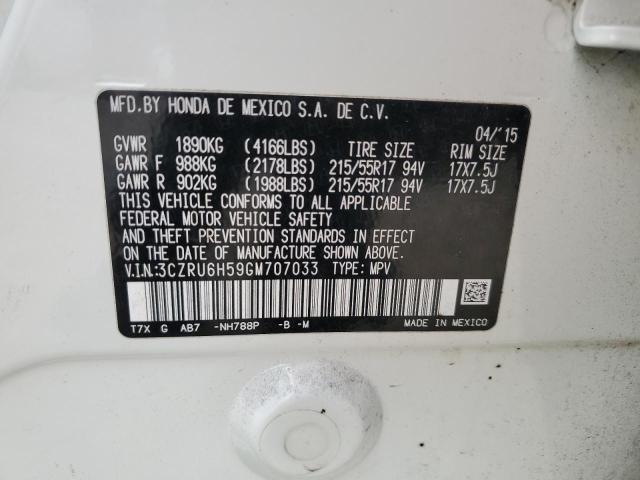 MFD.BY HONDA DE MEXICO S.A. DE C.V.
04/'15
GVWR 1890KG (4166LBS) TIRE SIZE RIM SIZE
GAWR F 988KG (2178LBS) 215/55R17 94V 17X7.5J
GAWR R 902KG (1988LBS) 215/55R17 94V 17X7.5J
THIS VEHICLE CONFORMS TO ALL APPLICABLE
FEDERAL MOTOR VEHICLE SAFETY
AND THEFT PREVENTION STANDARDS IN EFFECT
ON THE DATE OF MANUFACTURE SHOWN ABOVE.
V.I.N.:3CZRU6H59GM707033 TYPE: MPV
T7X G AB7 -NH788P -B -M MADE IN MEXICO